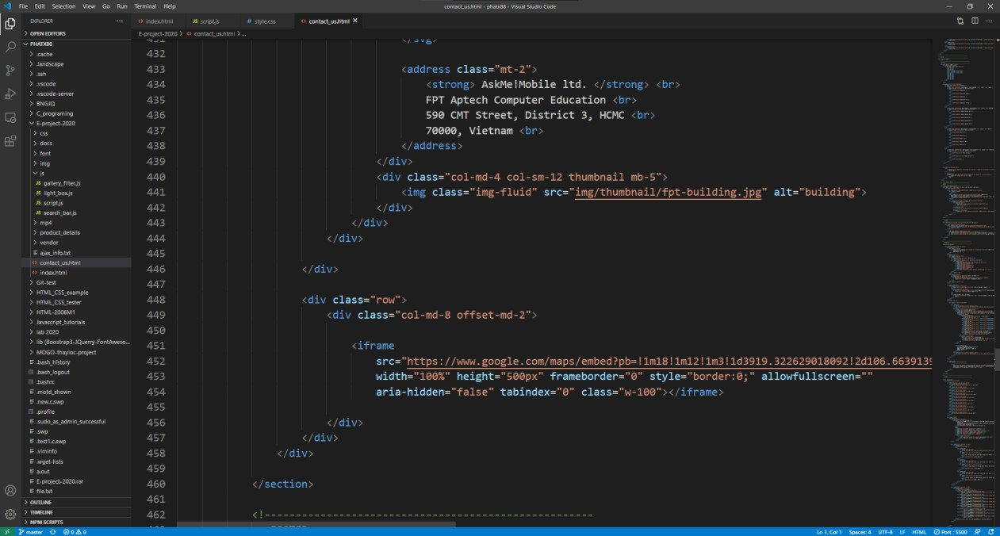 File Edit Selection View Go Run Terminal Help
contact_us.html - phatx88 - Visual Studio Code
EXPLORER ···
index.html
JS script.js
# style.css
contact_us.html
E-project-2020 > contact_us.html > ...
OPEN EDITORS
PHATX88
.cache
.landscape
.ssh
.vscode
.vscode-server
BNGJQ
C_programing
E-project-2020
css
docs
font
img
js
JS gallery_filter.js
JS light_box.js
JS script.js
JS search_bar.js
mp4
product_details
vendor
ajax_info.txt
contact_us.html
index.html
Git-test
HTML_CSS_example
HTML_CSS_tester
HTML-2006M1
Javascript_tutorials
lab 2020
lib (Boostrap3-JQuerry-FontAweso...
MOGO-thayloc-project
.bash_history
.bash_logout
.bashrc
.motd_shown
.new.c.swp
.profile
.sudo_as_admin_successful
.swp
.test1.c.swp
.viminfo
.wget-hsts
a.out
E-project-2020.rar
file.txt
OUTLINE
TIMELINE
NPM SCRIPTS
431 </svg>
432
433 <address class="mt-2">
434 <strong> AskMe!Mobile ltd. </strong> <br>
435 FPT Aptech Computer Education <br>
436 590 CMT Street, District 3, HCMC <br>
437 70000, Vietnam <br>
438 </address>
439 </div>
440 <div class="col-md-4 col-sm-12 thumbnail mb-5">
441 <img class="img-fluid" src="img/thumbnail/fpt-building.jpg" alt="building">
442 </div>
443 </div>
444 </div>
445
446 </div>
447
448 <div class="row">
449 <div class="col-md-8 offset-md-2">
450
451 <iframe
452 src="https://www.google.com/maps/embed?pb=!1m18!1m12!1m3!1d3919.322629018092!2d106.6639139
453 width="100%" height="500px" frameborder="0" style="border:0;" allowfullscreen=""
454 aria-hidden="false" tabindex="0" class="w-100"></iframe>
455
456 </div>
457 </div>
458 </div>
459
460 </section>
461
462 <!-----------------------------------------------------
master 0 0
Ln 1, Col 1 Spaces: 4 UTF-8 LF HTML Port : 5500